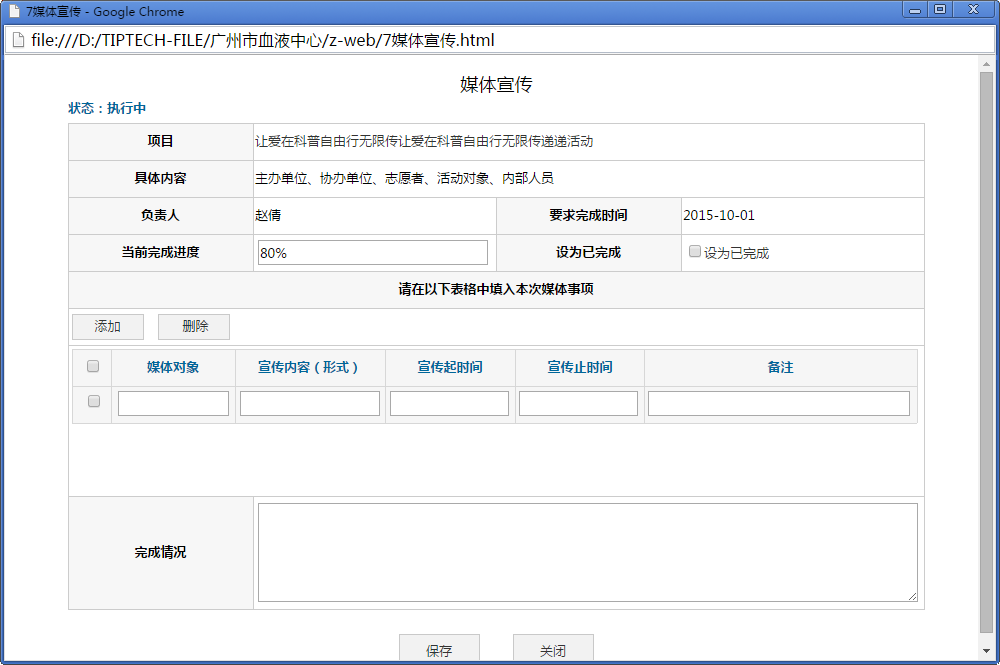 7媒体宣传 - Google Chrome
file:///D:/TIPTECH-FILE/广州市血液中心/z-web/7媒体宣传.html
媒体宣传
状态：执行中
项目 让爱在科普自由行无限传让爱在科普自由行无限传递递活动
具体内容 主办单位、协办单位、志愿者、活动对象、内部人员
负责人 赵倩 要求完成时间 2015-10-01
当前完成进度 80% 设为已完成 设为已完成
请在以下表格中填入本次媒体事项
添加 删除
媒体对象 宣传内容（形式） 宣传起时间 宣传止时间 备注
完成情况
保存 关闭